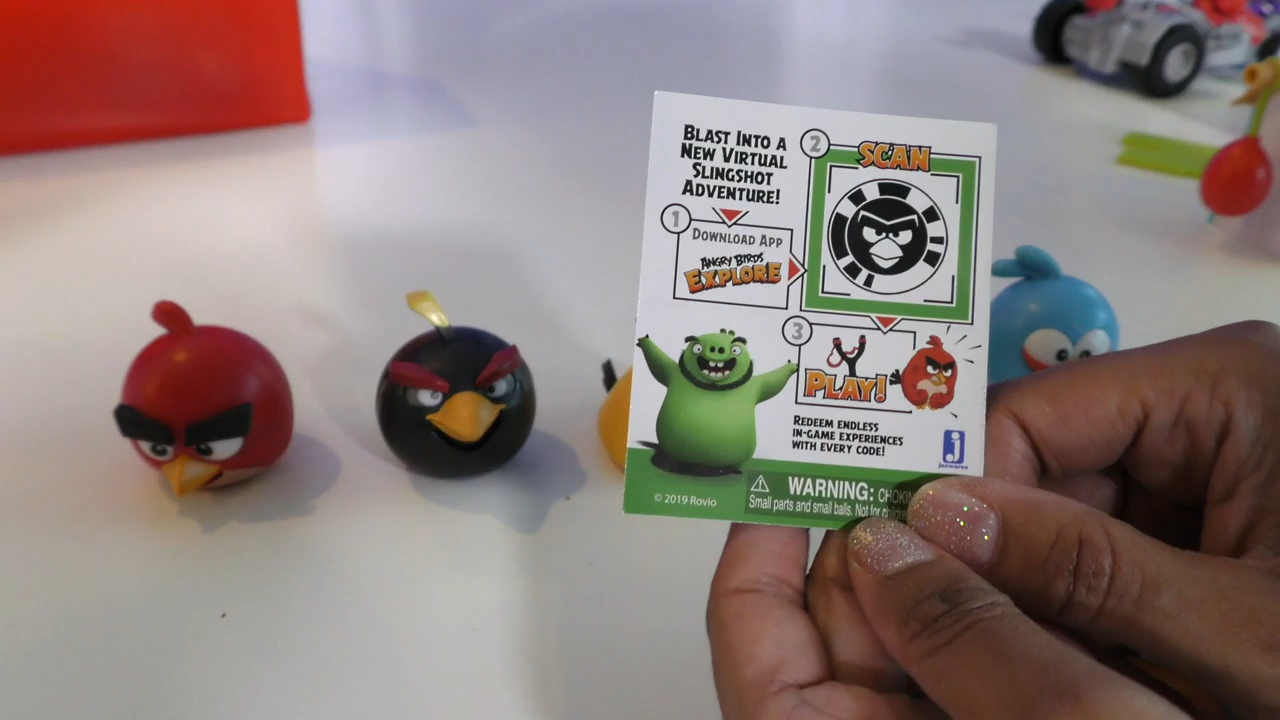 BLAST INTO A
NEW VIRTUAL
SLINGSHOT
ADVENTURE!
1
DOWNLOAD APP
ANGRY BIRDS
EXPLORE
2
SCAN
3
PLAY!
REDEEM ENDLESS
IN-GAME EXPERIENCES
WITH EVERY CODE!
j
jazwares
© 2019 Rovio
WARNING:
Small parts and small balls. Not for